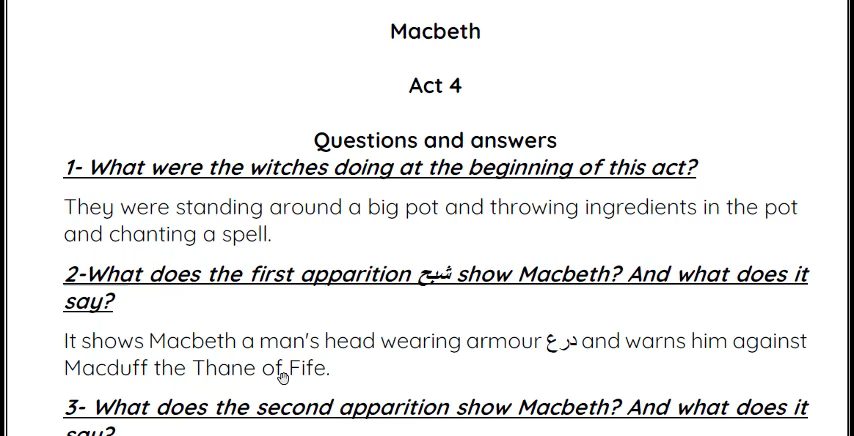 Macbeth
Act 4
Questions and answers
1- What were the witches doing at the beginning of this act?
They were standing around a big pot and throwing ingredients in the pot
and chanting a spell.
2-What does the first apparition شبح show Macbeth? And what does it
say?
It shows Macbeth a man's head wearing armour درع and warns him against
Macduff the Thane of Fife.
3- What does the second apparition show Macbeth? And what does it
say?